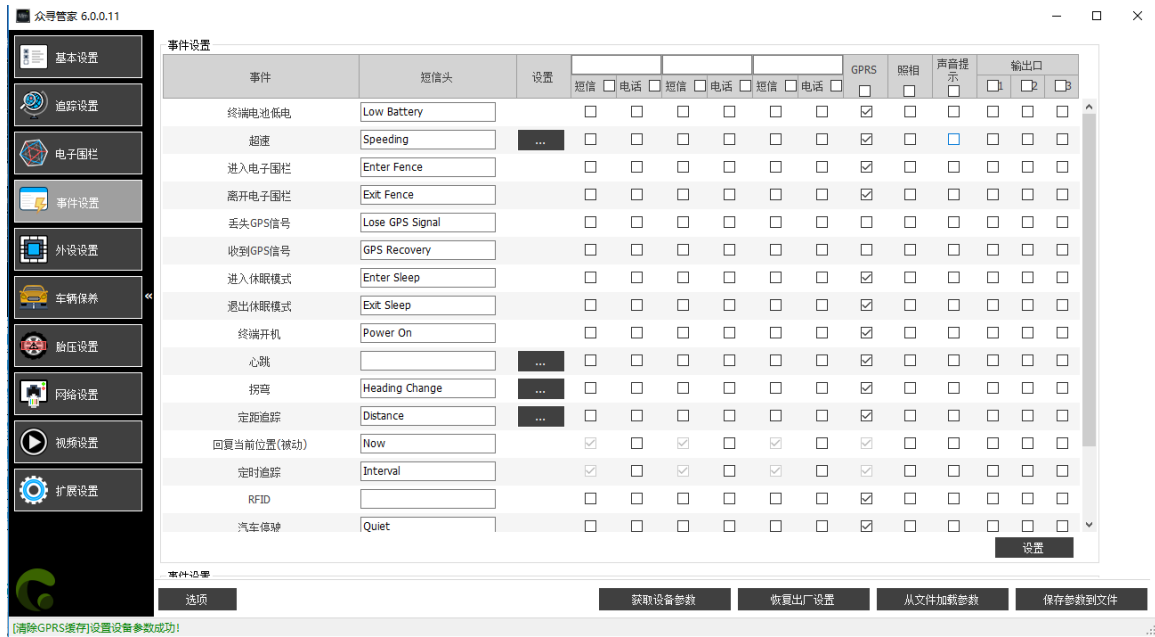 众寻管家 6.0.0.11
基本设置
追踪设置
电子围栏
事件设置
外设设置
车辆保养
胎压设置
网络设置
视频设置
扩展设置
«
事件设置
事件 短信头 设置 短信 电话 短信 电话 短信 电话 GPRS 照相 声音提示 输出口 1 2 3
终端电池低电 Low Battery
超速 Speeding ...
进入电子围栏 Enter Fence
离开电子围栏 Exit Fence
丢失GPS信号 Lose GPS Signal
收到GPS信号 GPS Recovery
进入休眠模式 Enter Sleep
退出休眠模式 Exit Sleep
终端开机 Power On
心跳 ...
拐弯 Heading Change ...
定距追踪 Distance ...
回复当前位置(被动) Now
定时追踪 Interval
RFID
汽车停驶 Quiet
设置
事件设置
选项 获取设备参数 恢复出厂设置 从文件加载参数 保存参数到文件
[清除GPRS缓存]设置设备参数成功!